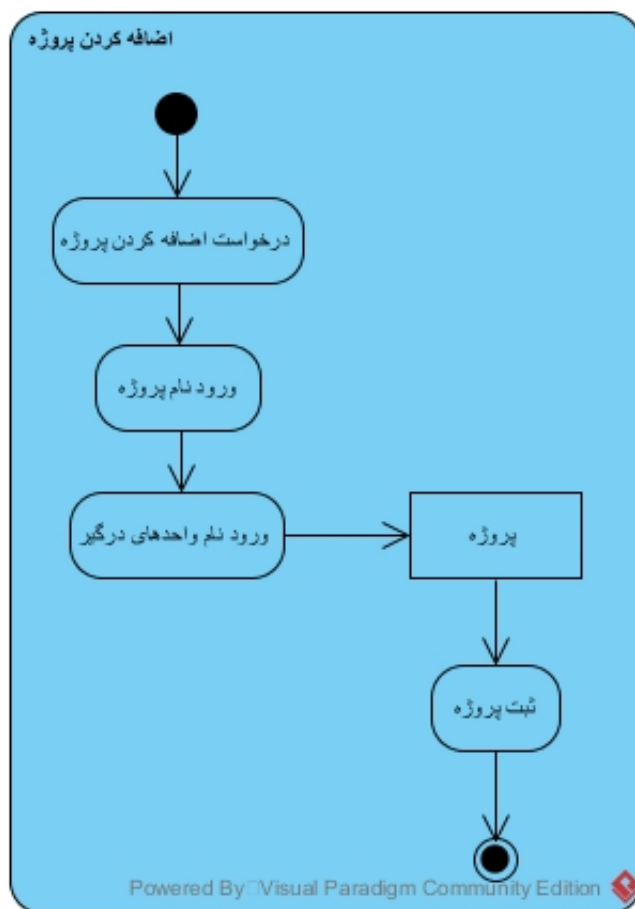 اضافه کردن پروژه
درخواست اضافه کردن پروژه
ورود نام پروژه
ورود نام واحدهای درگیر
پروژه
ثبت پروژه
Powered By Visual Paradigm Community Edition